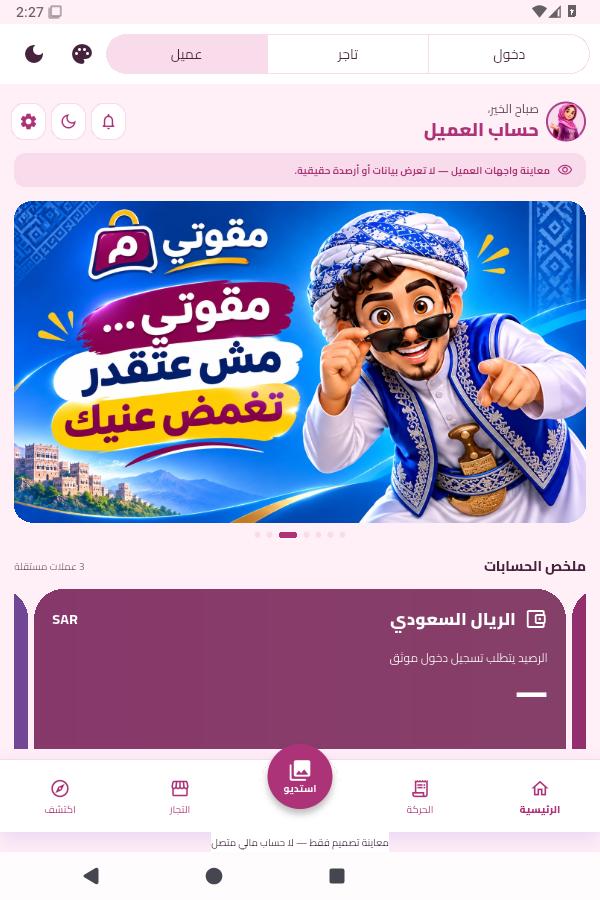 2:27
دخول
تاجر
عميل
صباح الخير،
حساب العميل
معاينة واجهات العميل — لا تعرض بيانات أو أرصدة حقيقية.
مقوتي
م
مقوتي ...
مش عتقدر
تغمض عنيك
ملخص الحسابات
3 عملات مستقلة
الريال السعودي
SAR
الرصيد يتطلب تسجيل دخول موثق
—
الرئيسية
الحركة
استديو
التجار
اكتشف
معاينة تصميم فقط — لا حساب مالي متصل